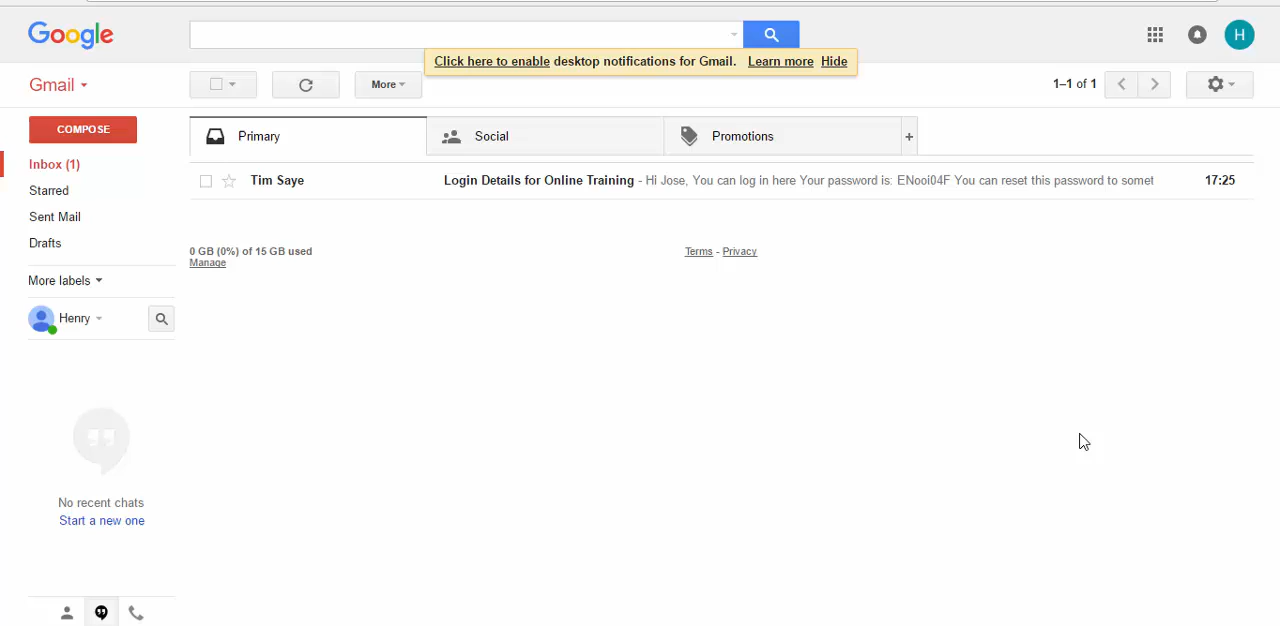 Google
Click here to enable desktop notifications for Gmail. Learn more Hide
H
Gmail
More
1–1 of 1
COMPOSE
Primary
Social
Promotions
+
Inbox (1)
Tim Saye Login Details for Online Training - Hi Jose, You can log in here Your password is: ENooi04F You can reset this password to somet 17:25
Starred
Sent Mail
Drafts
0 GB (0%) of 15 GB used
Manage
Terms - Privacy
More labels
Henry
No recent chats
Start a new one